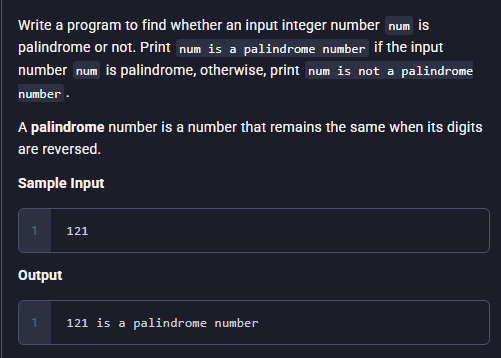 Write a program to find whether an input integer number num is
palindrome or not. Print num is a palindrome number if the input
number num is palindrome, otherwise, print num is not a palindrome
number .
A palindrome number is a number that remains the same when its digits
are reversed.
Sample Input
1 121
Output
1 121 is a palindrome number